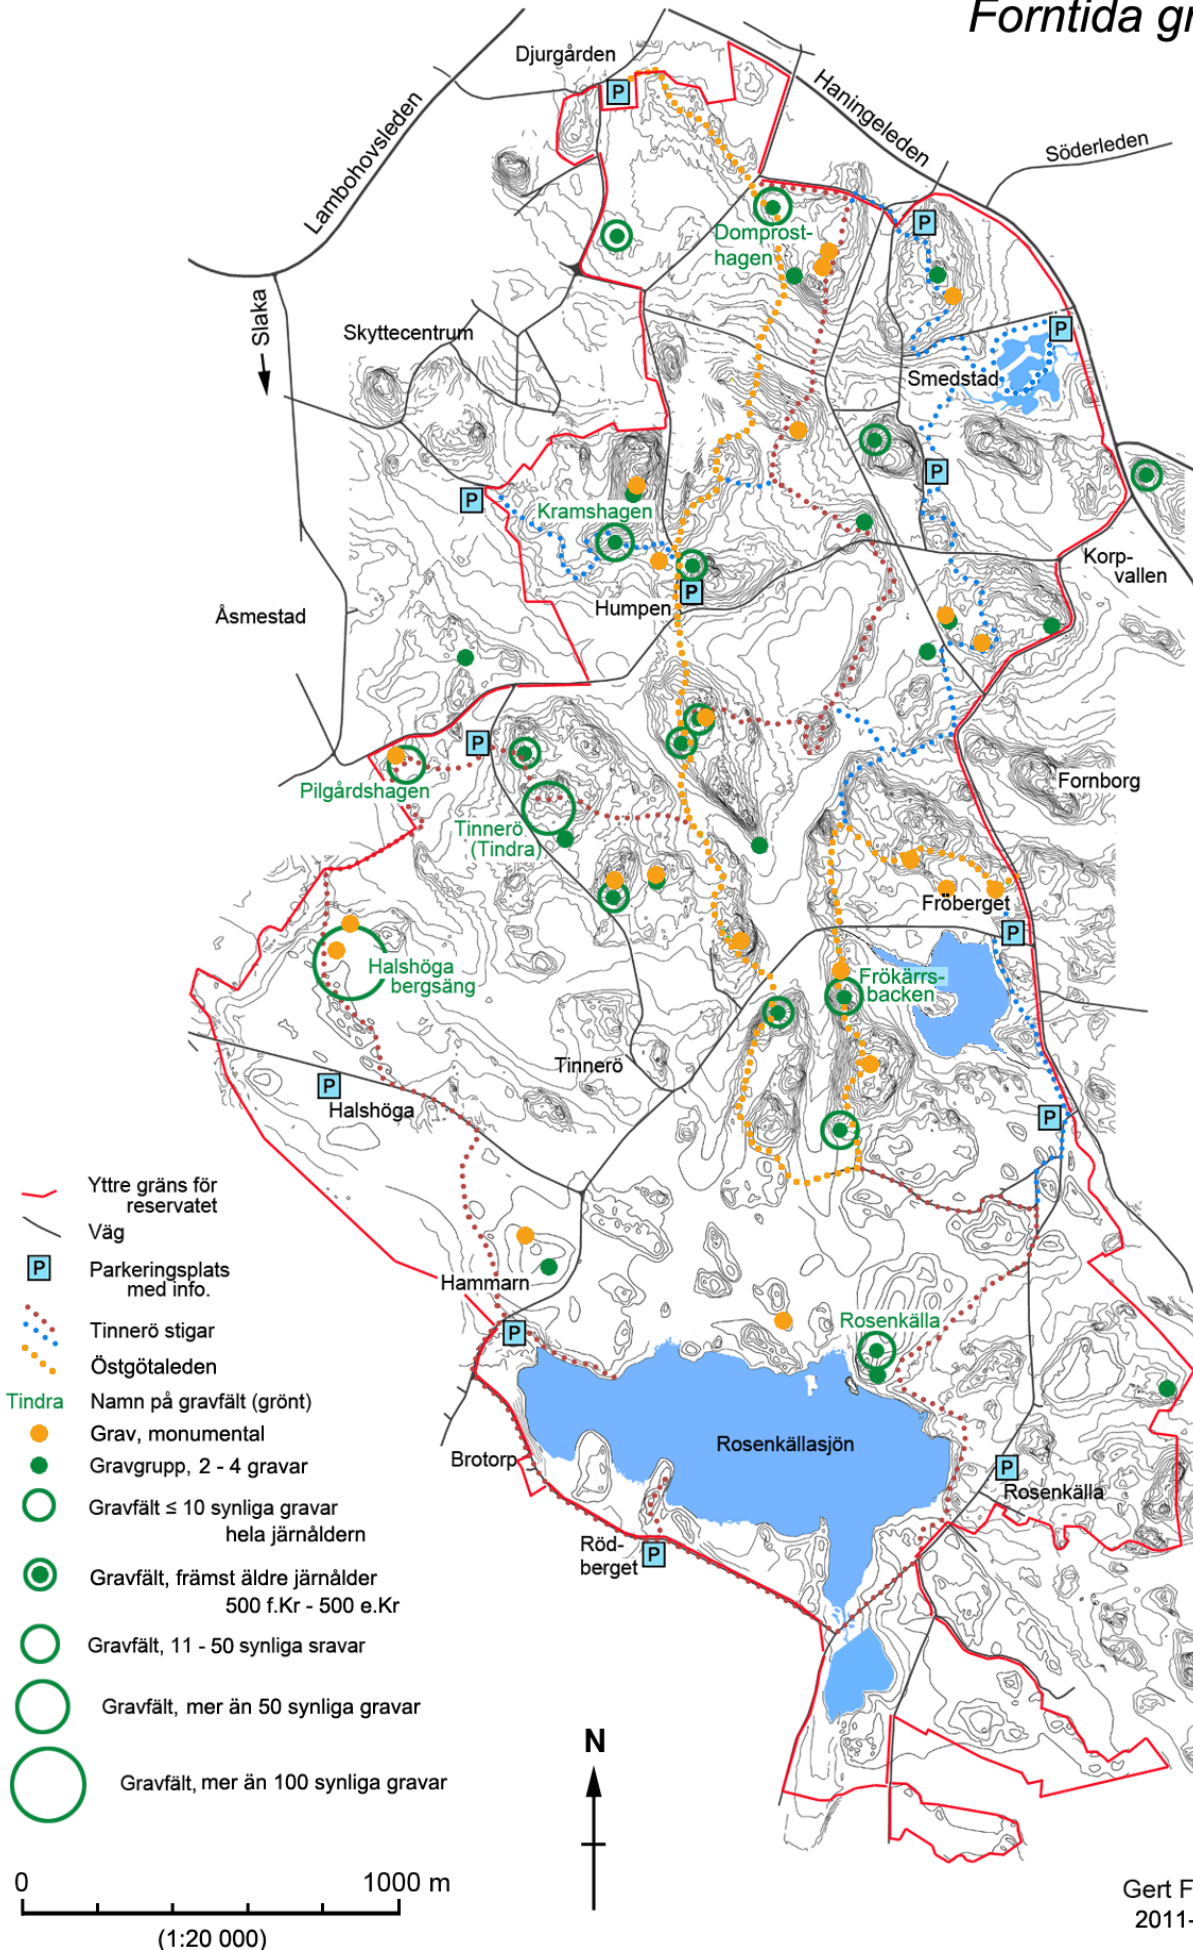 Forntida gr
Djurgården
P
Lambohovsleden
Haningeleden
Söderleden
P
Domprost-
hagen
Slaka
P
Skyttecentrum
Smedstad
P
P
Kramshagen
Korp-
vallen
P
Humpen
Åsmestad
P
Pilgårdshagen
Fornborg
Tinnerö
(Tindra)
Fröberget
P
Halshöga
bergsäng
Frökärrs-
backen
Tinnerö
P
Halshöga
P
Hammarn
P
Rosenkälla
Rosenkällasjön
Brotorp
P
Rosenkälla
Röd-
berget
P
Yttre gräns för
reservatet
Väg
P
Parkeringsplats
med info.
Tinnerö stigar
Östgötaleden
Tindra Namn på gravfält (grönt)
Grav, monumental
Gravgrupp, 2 - 4 gravar
Gravfält ≤ 10 synliga gravar
hela järnåldern
Gravfält, främst äldre järnålder
500 f.Kr - 500 e.Kr
Gravfält, 11 - 50 synliga sravar
Gravfält, mer än 50 synliga gravar
Gravfält, mer än 100 synliga gravar
N
0 1000 m
(1:20 000)
Gert F
2011-